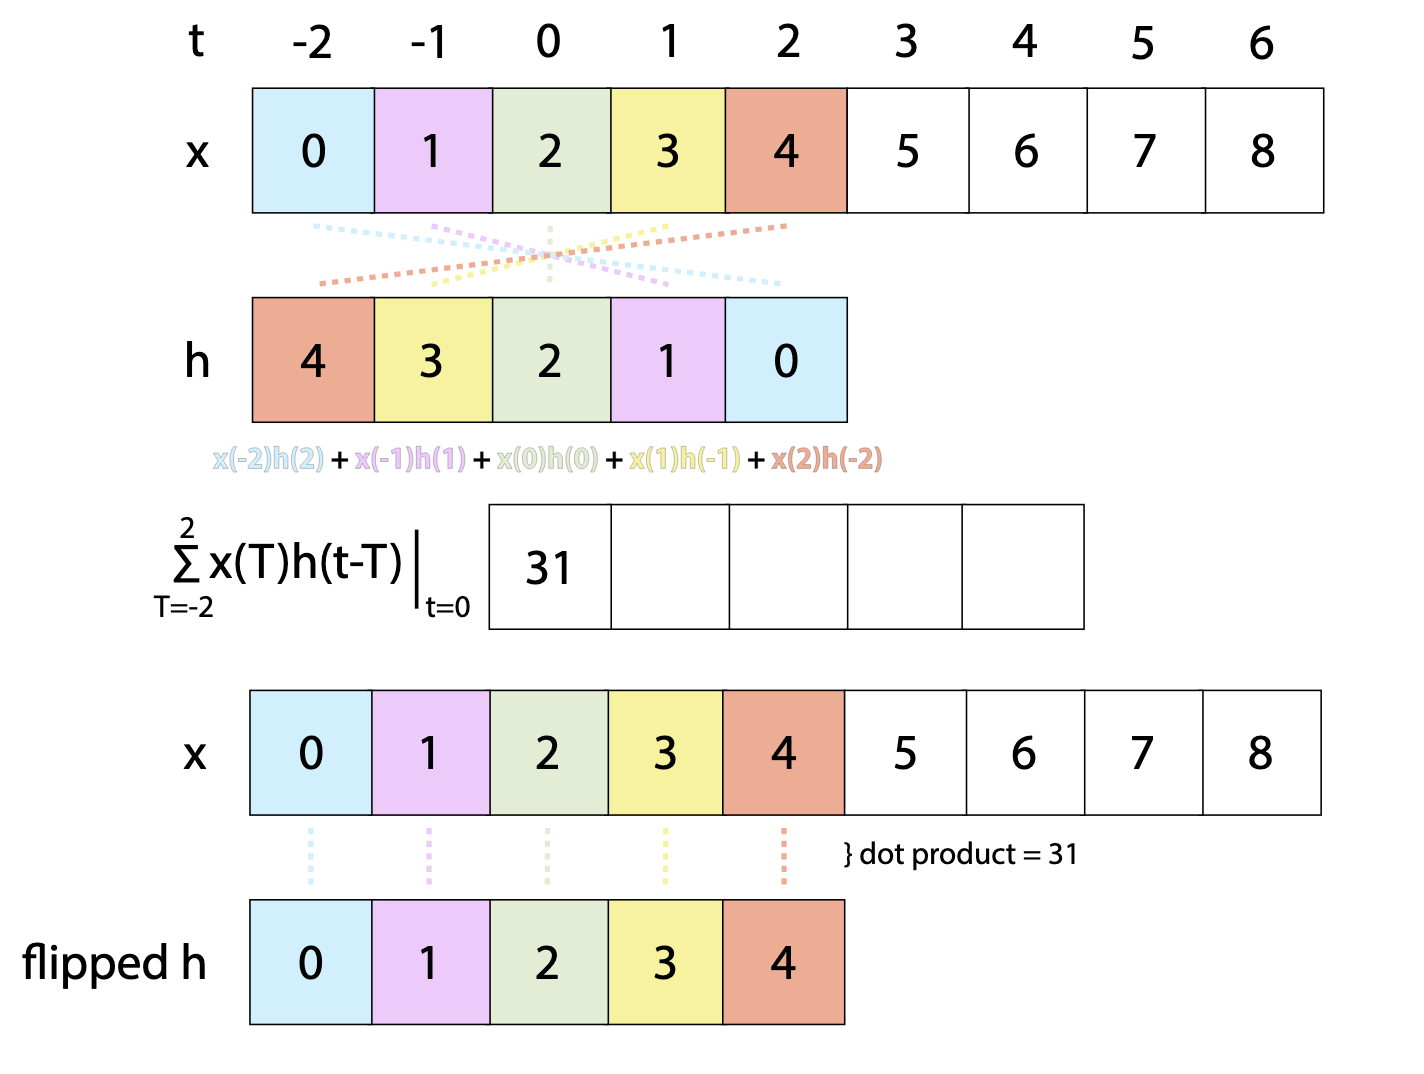 t -2 -1 0 1 2 3 4 5 6
x 0 1 2 3 4 5 6 7 8
h 4 3 2 1 0
x(-2)h(2) + x(-1)h(1) + x(0)h(0) + x(1)h(-1) + x(2)h(-2)
2
Σ x(T)h(t-T) | 31
T=-2 t=0
x 0 1 2 3 4 5 6 7 8
} dot product = 31
flipped h 0 1 2 3 4